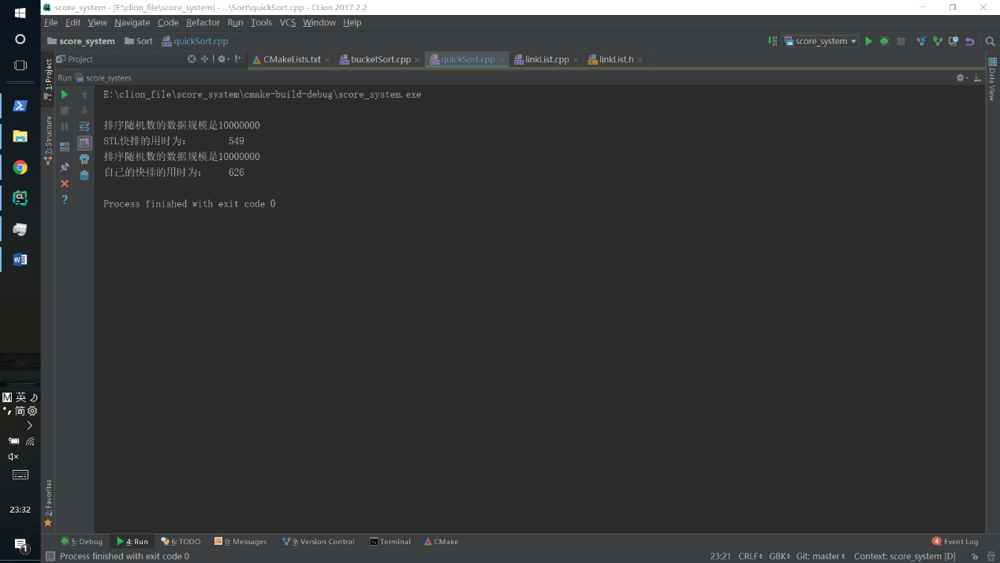 score_system - [E:\clion_file\score_system] - ...\Sort\quickSort.cpp - CLion 2017.2.2
File Edit View Navigate Code Refactor Run Tools VCS Window Help
score_system Sort quickSort.cpp score_system
1: Project
Project CMakeLists.txt bucketSort.cpp quickSort.cpp linkList.cpp linkList.h
Data View
Run score_system
E:\clion_file\score_system\cmake-build-debug\score_system.exe
排序随机数的数据规模是10000000
STL快排的用时为: 549
排序随机数的数据规模是10000000
自己的快排的用时为: 626
Process finished with exit code 0
Z: Structure
M 英
简
23:32
2: Favorites
1
5: Debug 4: Run 6: TODO 0: Messages 9: Version Control Terminal CMake 4 Event Log
Process finished with exit code 0 23:21 CRLF GBK Git: master Context: score_system [D]